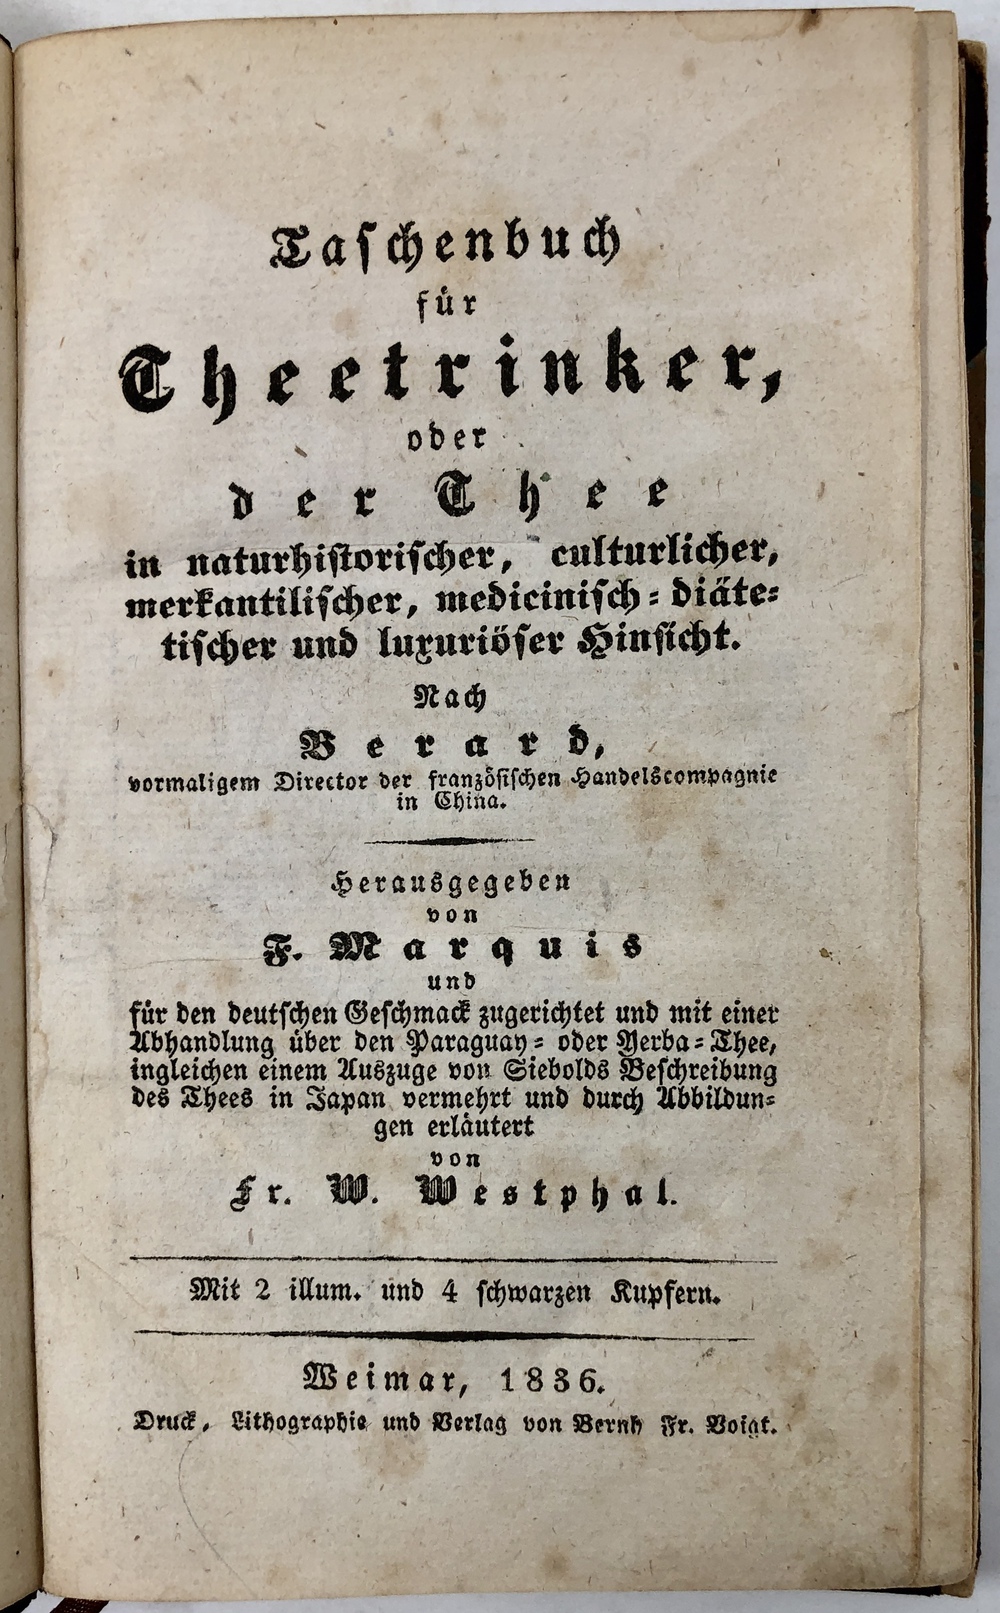 Taschenbuch
für
Theetrinker,
oder
der Thee
in naturhistorischer, culturlicher,
merkantilischer, medicinisch-diäte-
tischer und luxuriöser Hinsicht.
Nach
Berard,
vormaligem Director der französischen Handelscompagnie
in China.
Herausgegeben
von
F. Marquis
und
für den deutschen Geschmack zugerichtet und mit einer
Abhandlung über den Paraguay- oder Yerba-Thee,
ingleichen einem Auszuge von Siebolds Beschreibung
des Thees in Japan vermehrt und durch Abbildun-
gen erläutert
von
Fr. W. Westphal.
Mit 2 illum. und 4 schwarzen Kupfern.
Weimar, 1836.
Druck, Lithographie und Verlag von Bernh Fr. Voigt.